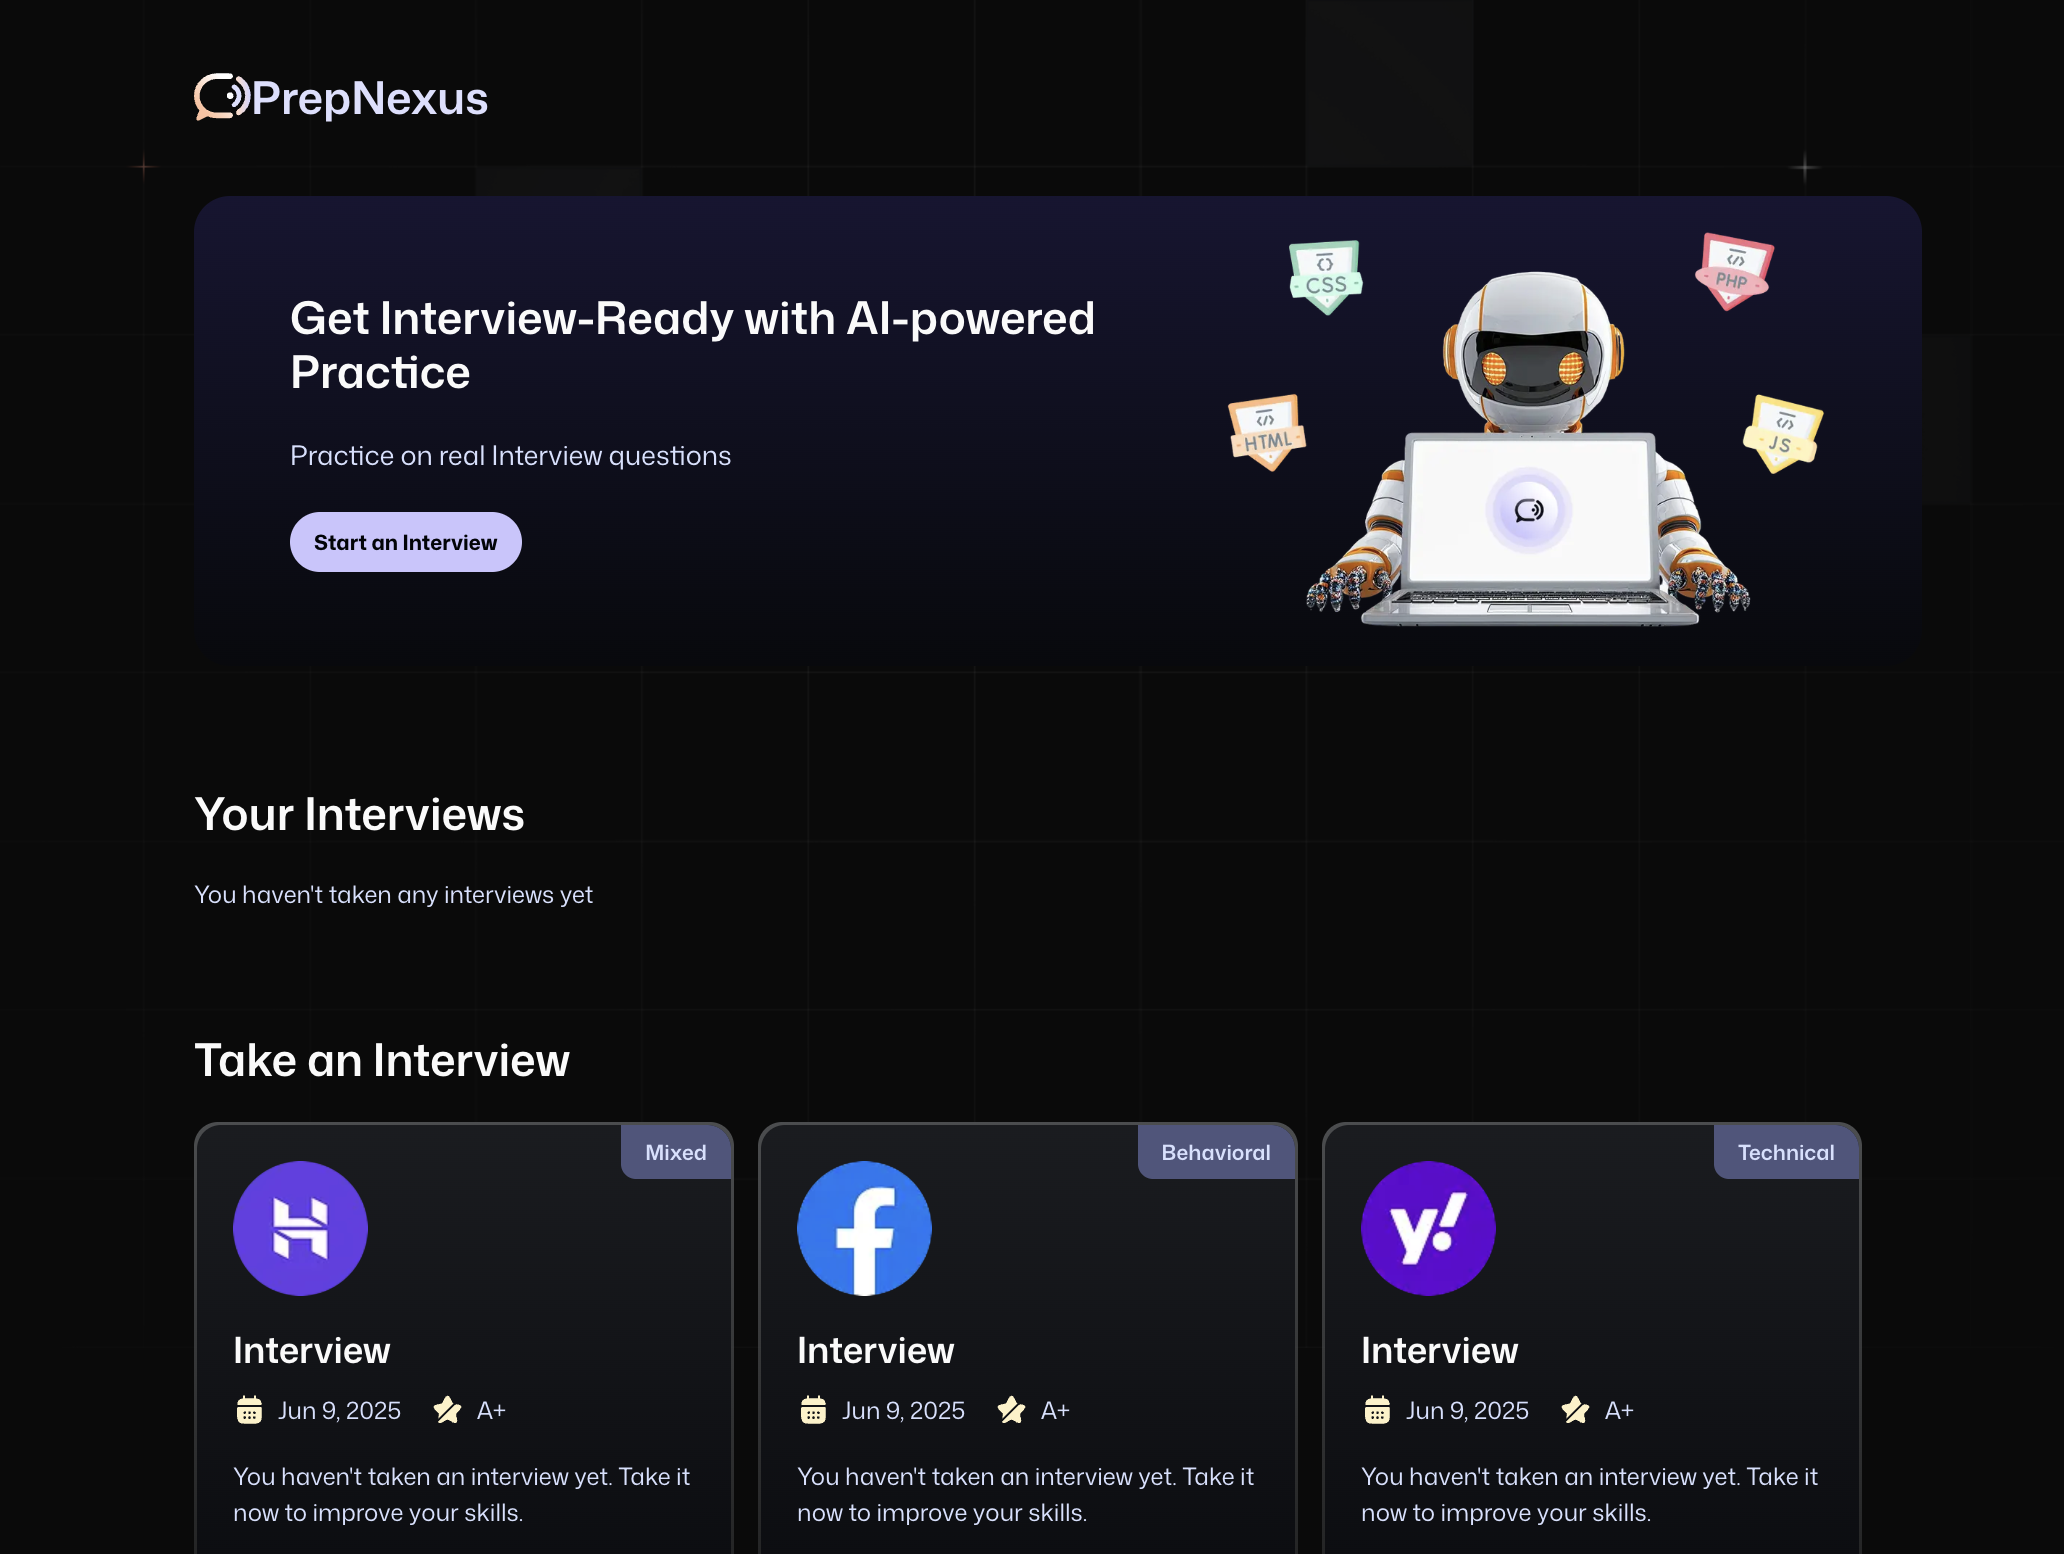 PrepNexus
Get Interview-Ready with AI-powered
Practice
Practice on real Interview questions
Start an Interview
CSS
PHP
HTML
JS
Your Interviews
You haven't taken any interviews yet
Take an Interview
Mixed
Interview
Jun 9, 2025 A+
You haven't taken an interview yet. Take it
now to improve your skills.
Behavioral
Interview
Jun 9, 2025 A+
You haven't taken an interview yet. Take it
now to improve your skills.
Technical
y!
Interview
Jun 9, 2025 A+
You haven't taken an interview yet. Take it
now to improve your skills.